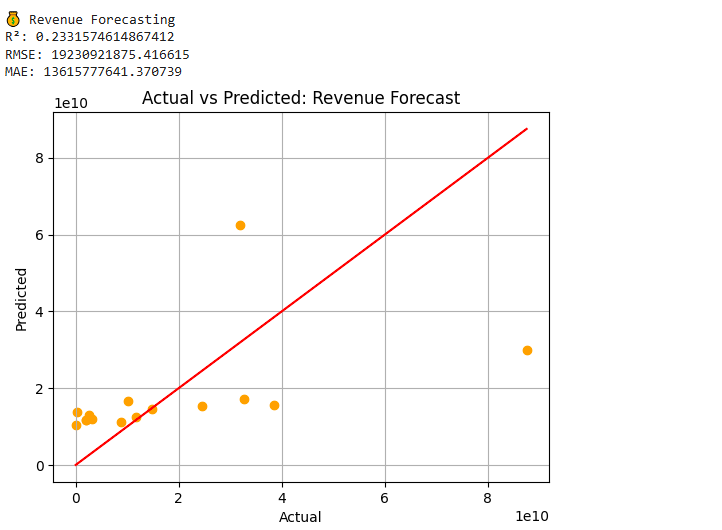 💰 Revenue Forecasting
R²: 0.2331574614867412
RMSE: 19230921875.416615
MAE: 13615777641.370739
Actual vs Predicted: Revenue Forecast
1e10
8
6
4
2
0
Predicted
0 2 4 6 8
1e10
Actual